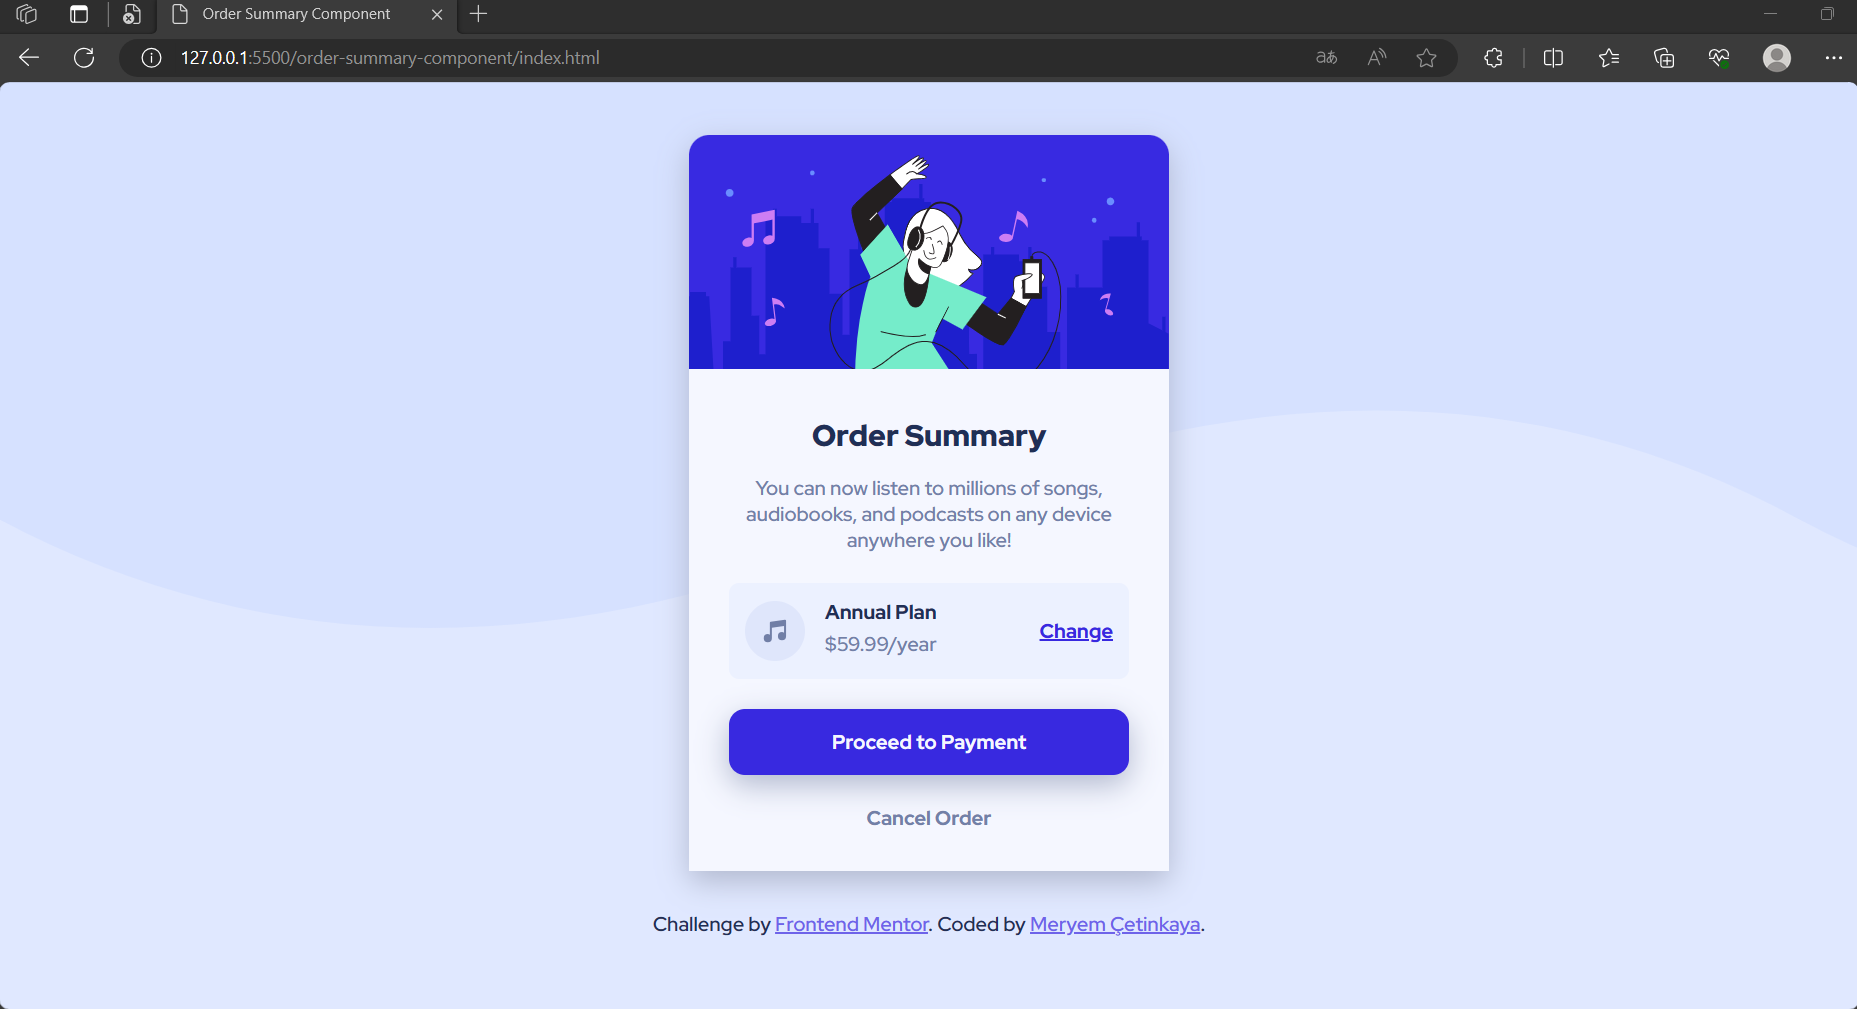 Order Summary Component
127.0.0.1:5500/order-summary-component/index.html
Order Summary
You can now listen to millions of songs,
audiobooks, and podcasts on any device
anywhere you like!
Annual Plan
$59.99/year
Change
Proceed to Payment
Cancel Order
Challenge by Frontend Mentor. Coded by Meryem Çetinkaya.